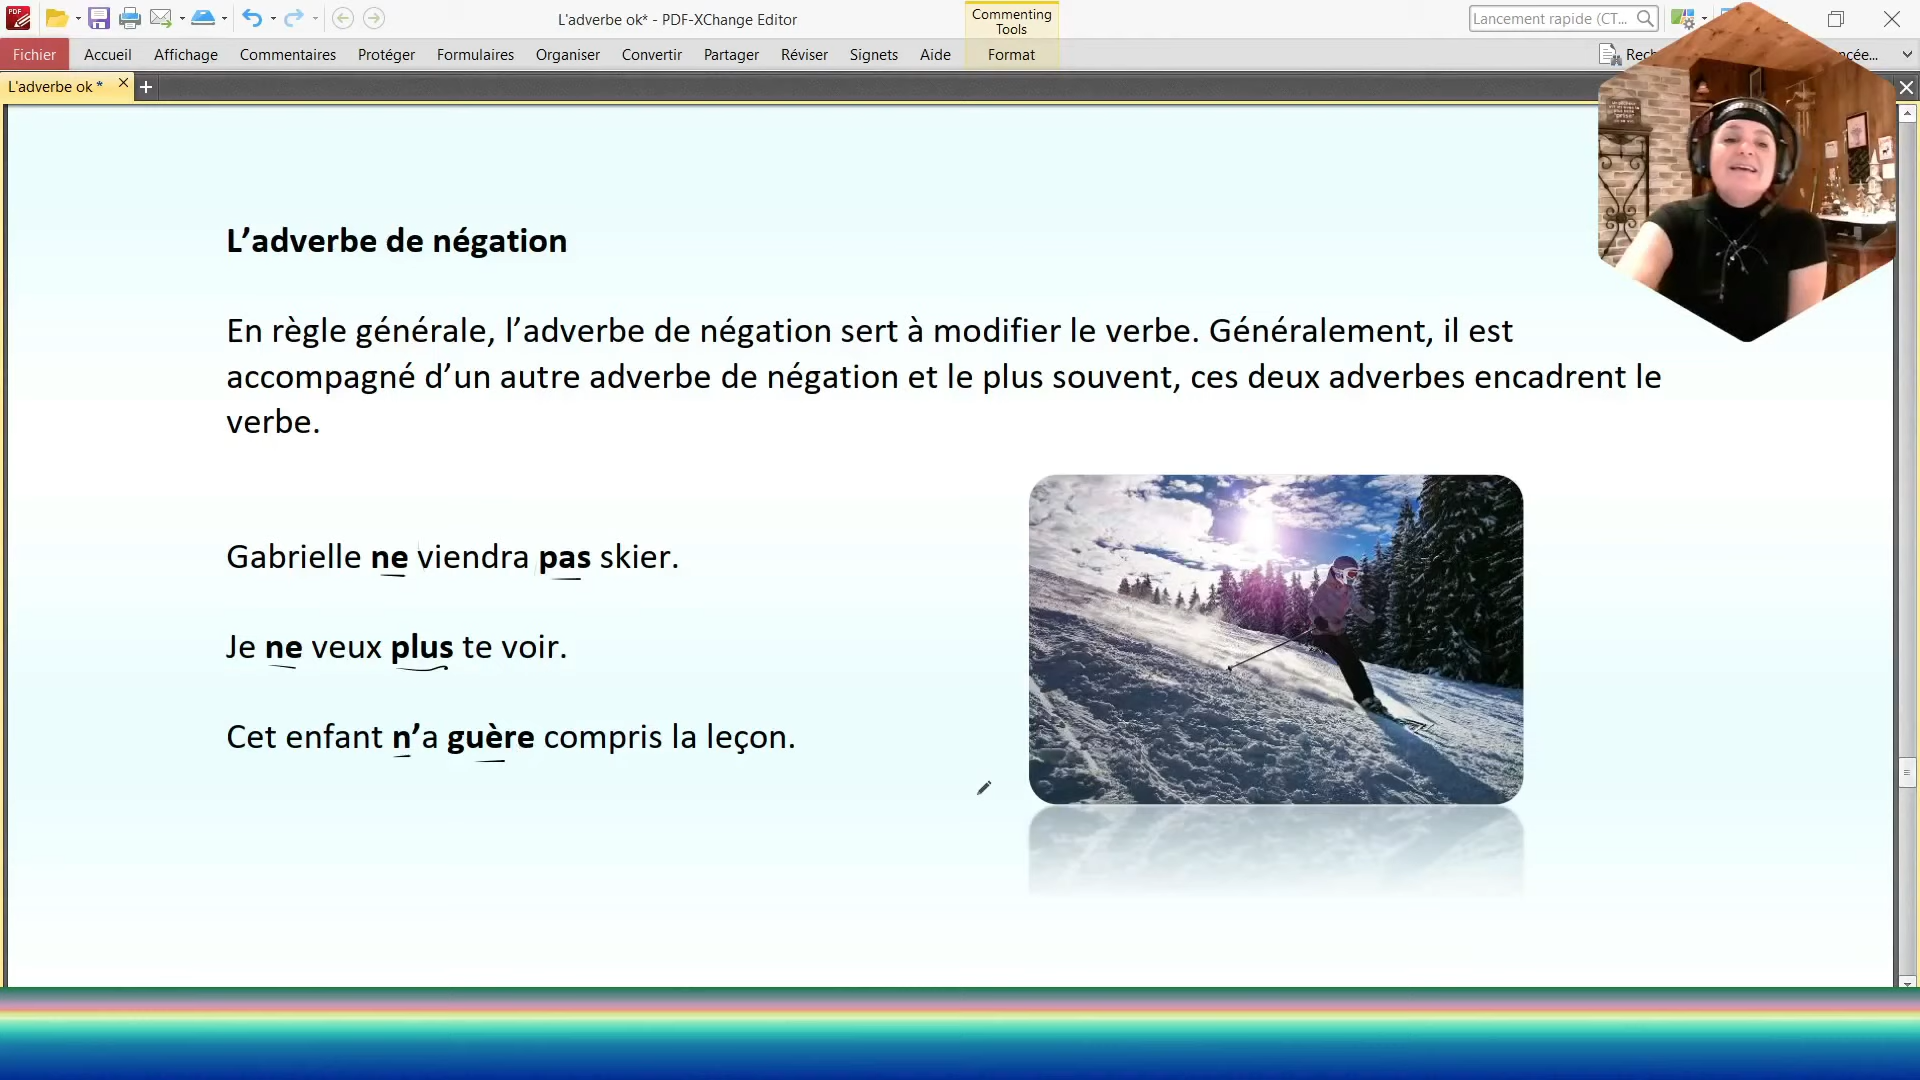 L'adverbe ok* - PDF-XChange Editor
Commenting
Tools
Lancement rapide (CT...
Fichier Accueil Affichage Commentaires Protéger Formulaires Organiser Convertir Partager Réviser Signets Aide Format
L'adverbe ok *
L’adverbe de négation
En règle générale, l’adverbe de négation sert à modifier le verbe. Généralement, il est
accompagné d’un autre adverbe de négation et le plus souvent, ces deux adverbes encadrent le
verbe.
Gabrielle ne viendra pas skier.
Je ne veux plus te voir.
Cet enfant n’a guère compris la leçon.